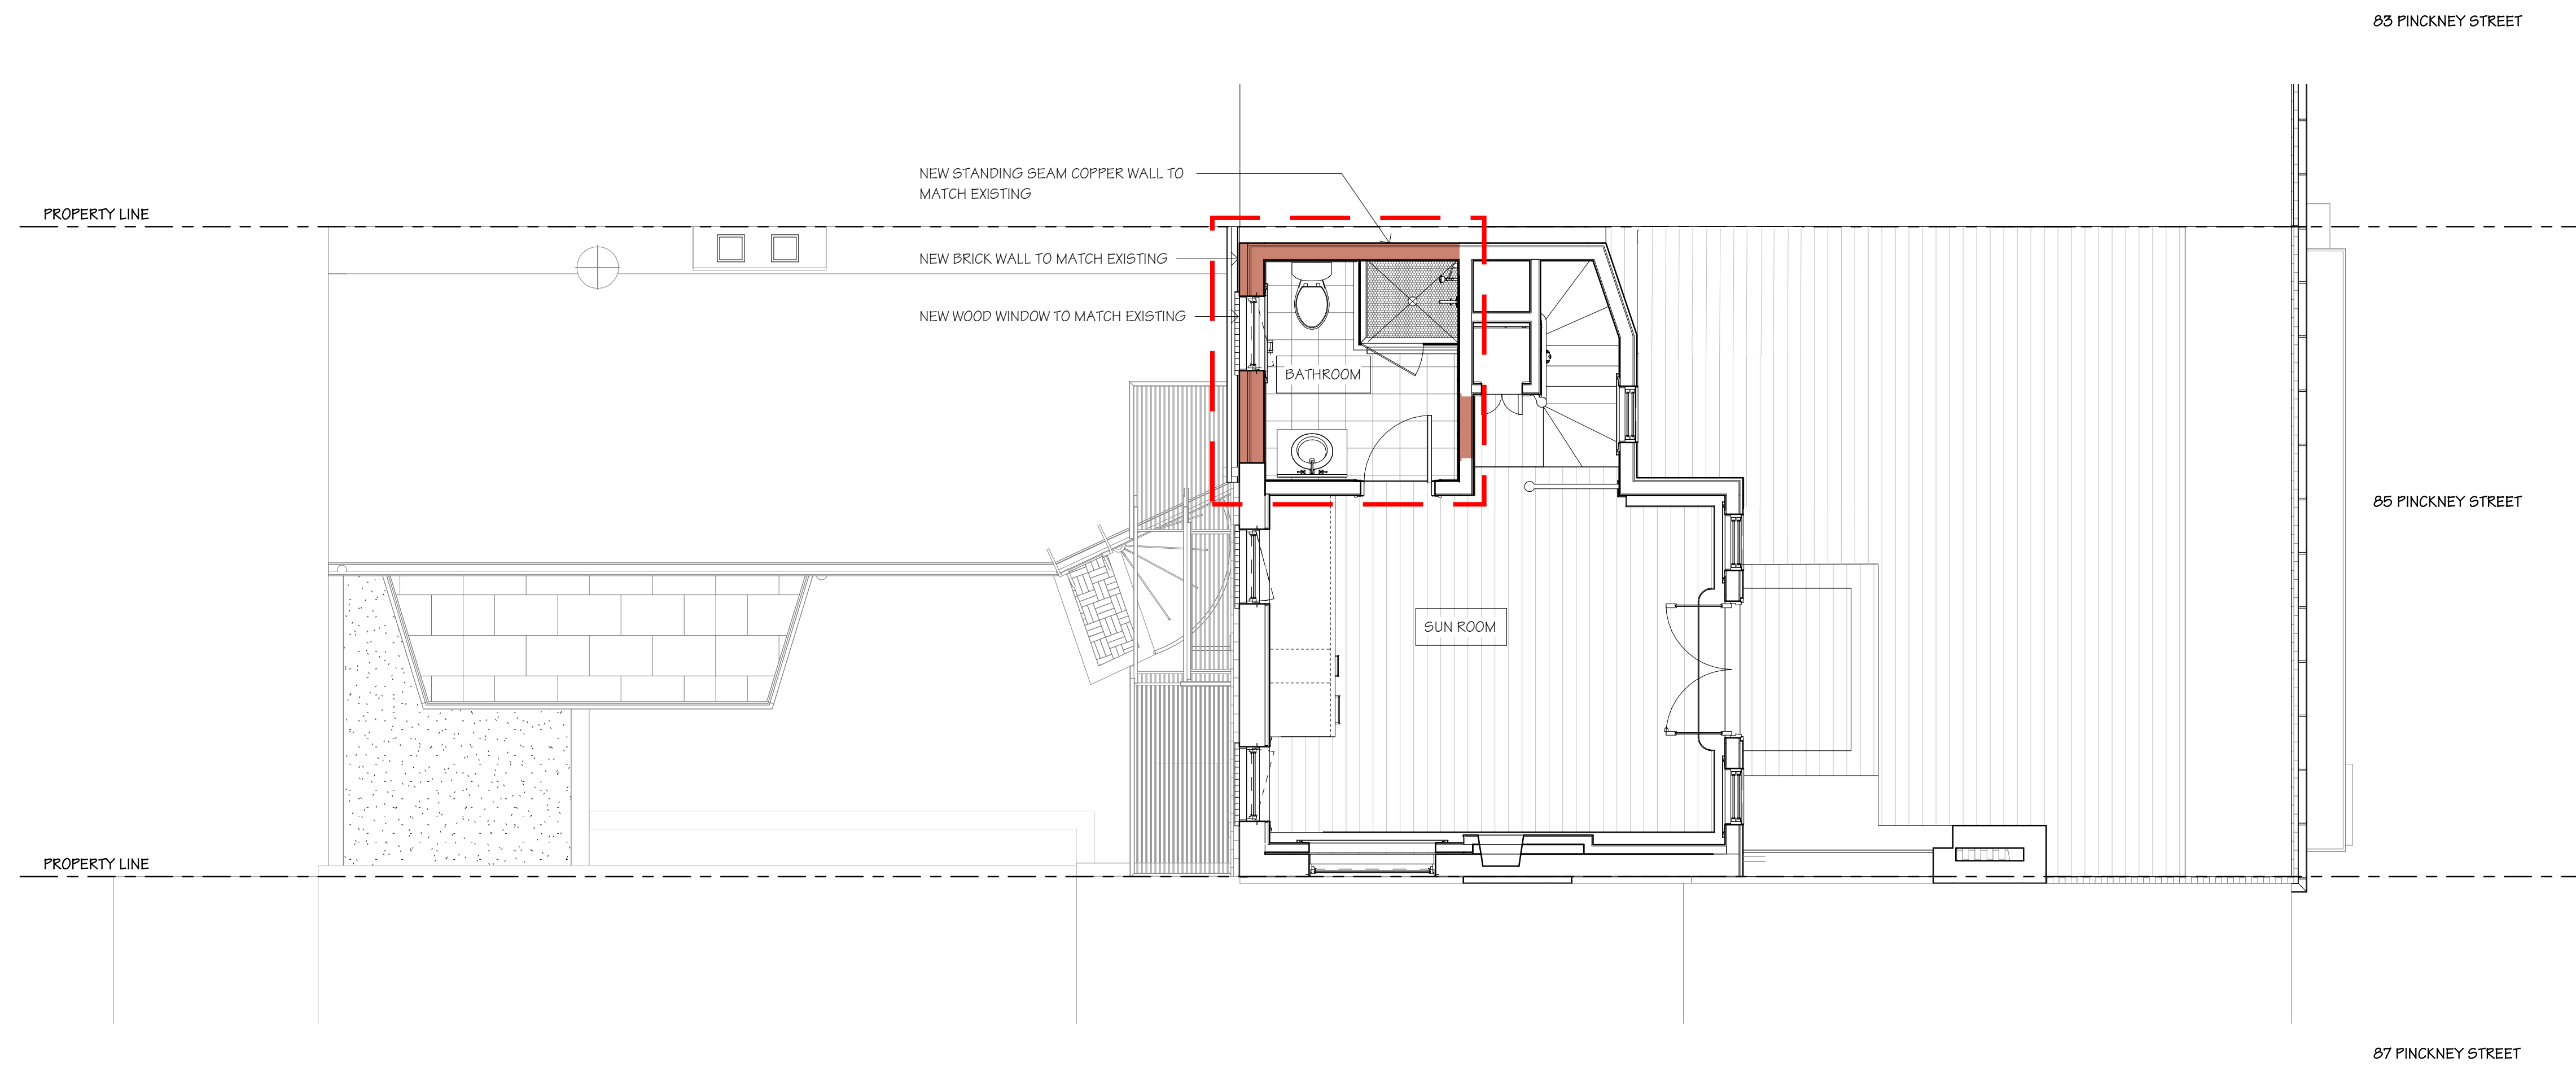 83 PINCKNEY STREET
NEW STANDING SEAM COPPER WALL TO
MATCH EXISTING
PROPERTY LINE
NEW BRICK WALL TO MATCH EXISTING
NEW WOOD WINDOW TO MATCH EXISTING
BATHROOM
85 PINCKNEY STREET
SUN ROOM
PROPERTY LINE
87 PINCKNEY STREET